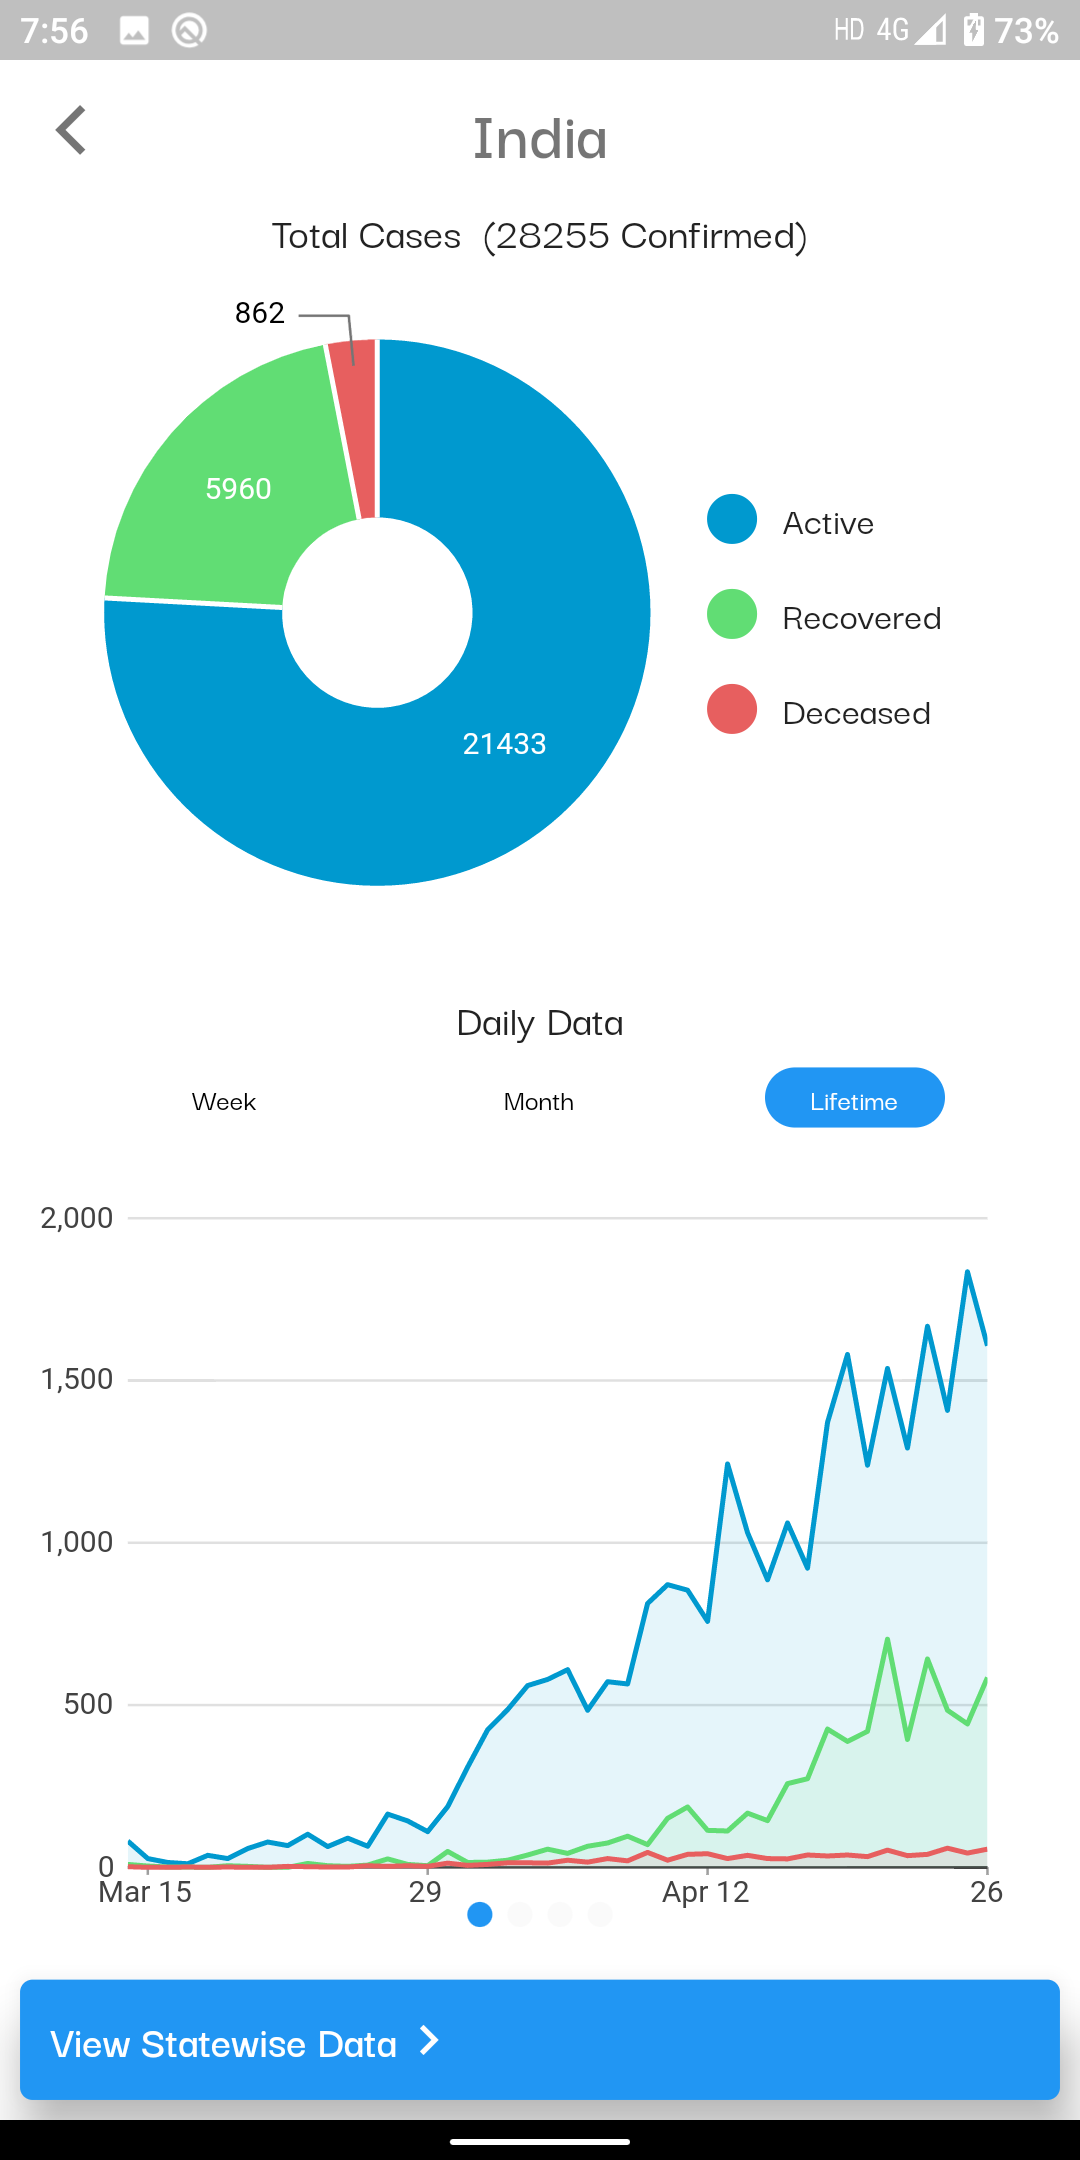 7:56 HD 4G 73%
India
Total Cases (28255 Confirmed)
862
5960
21433
Active
Recovered
Deceased
Daily Data
Week Month Lifetime
2,000
1,500
1,000
500
0
Mar 15 29 Apr 12 26
View Statewise Data